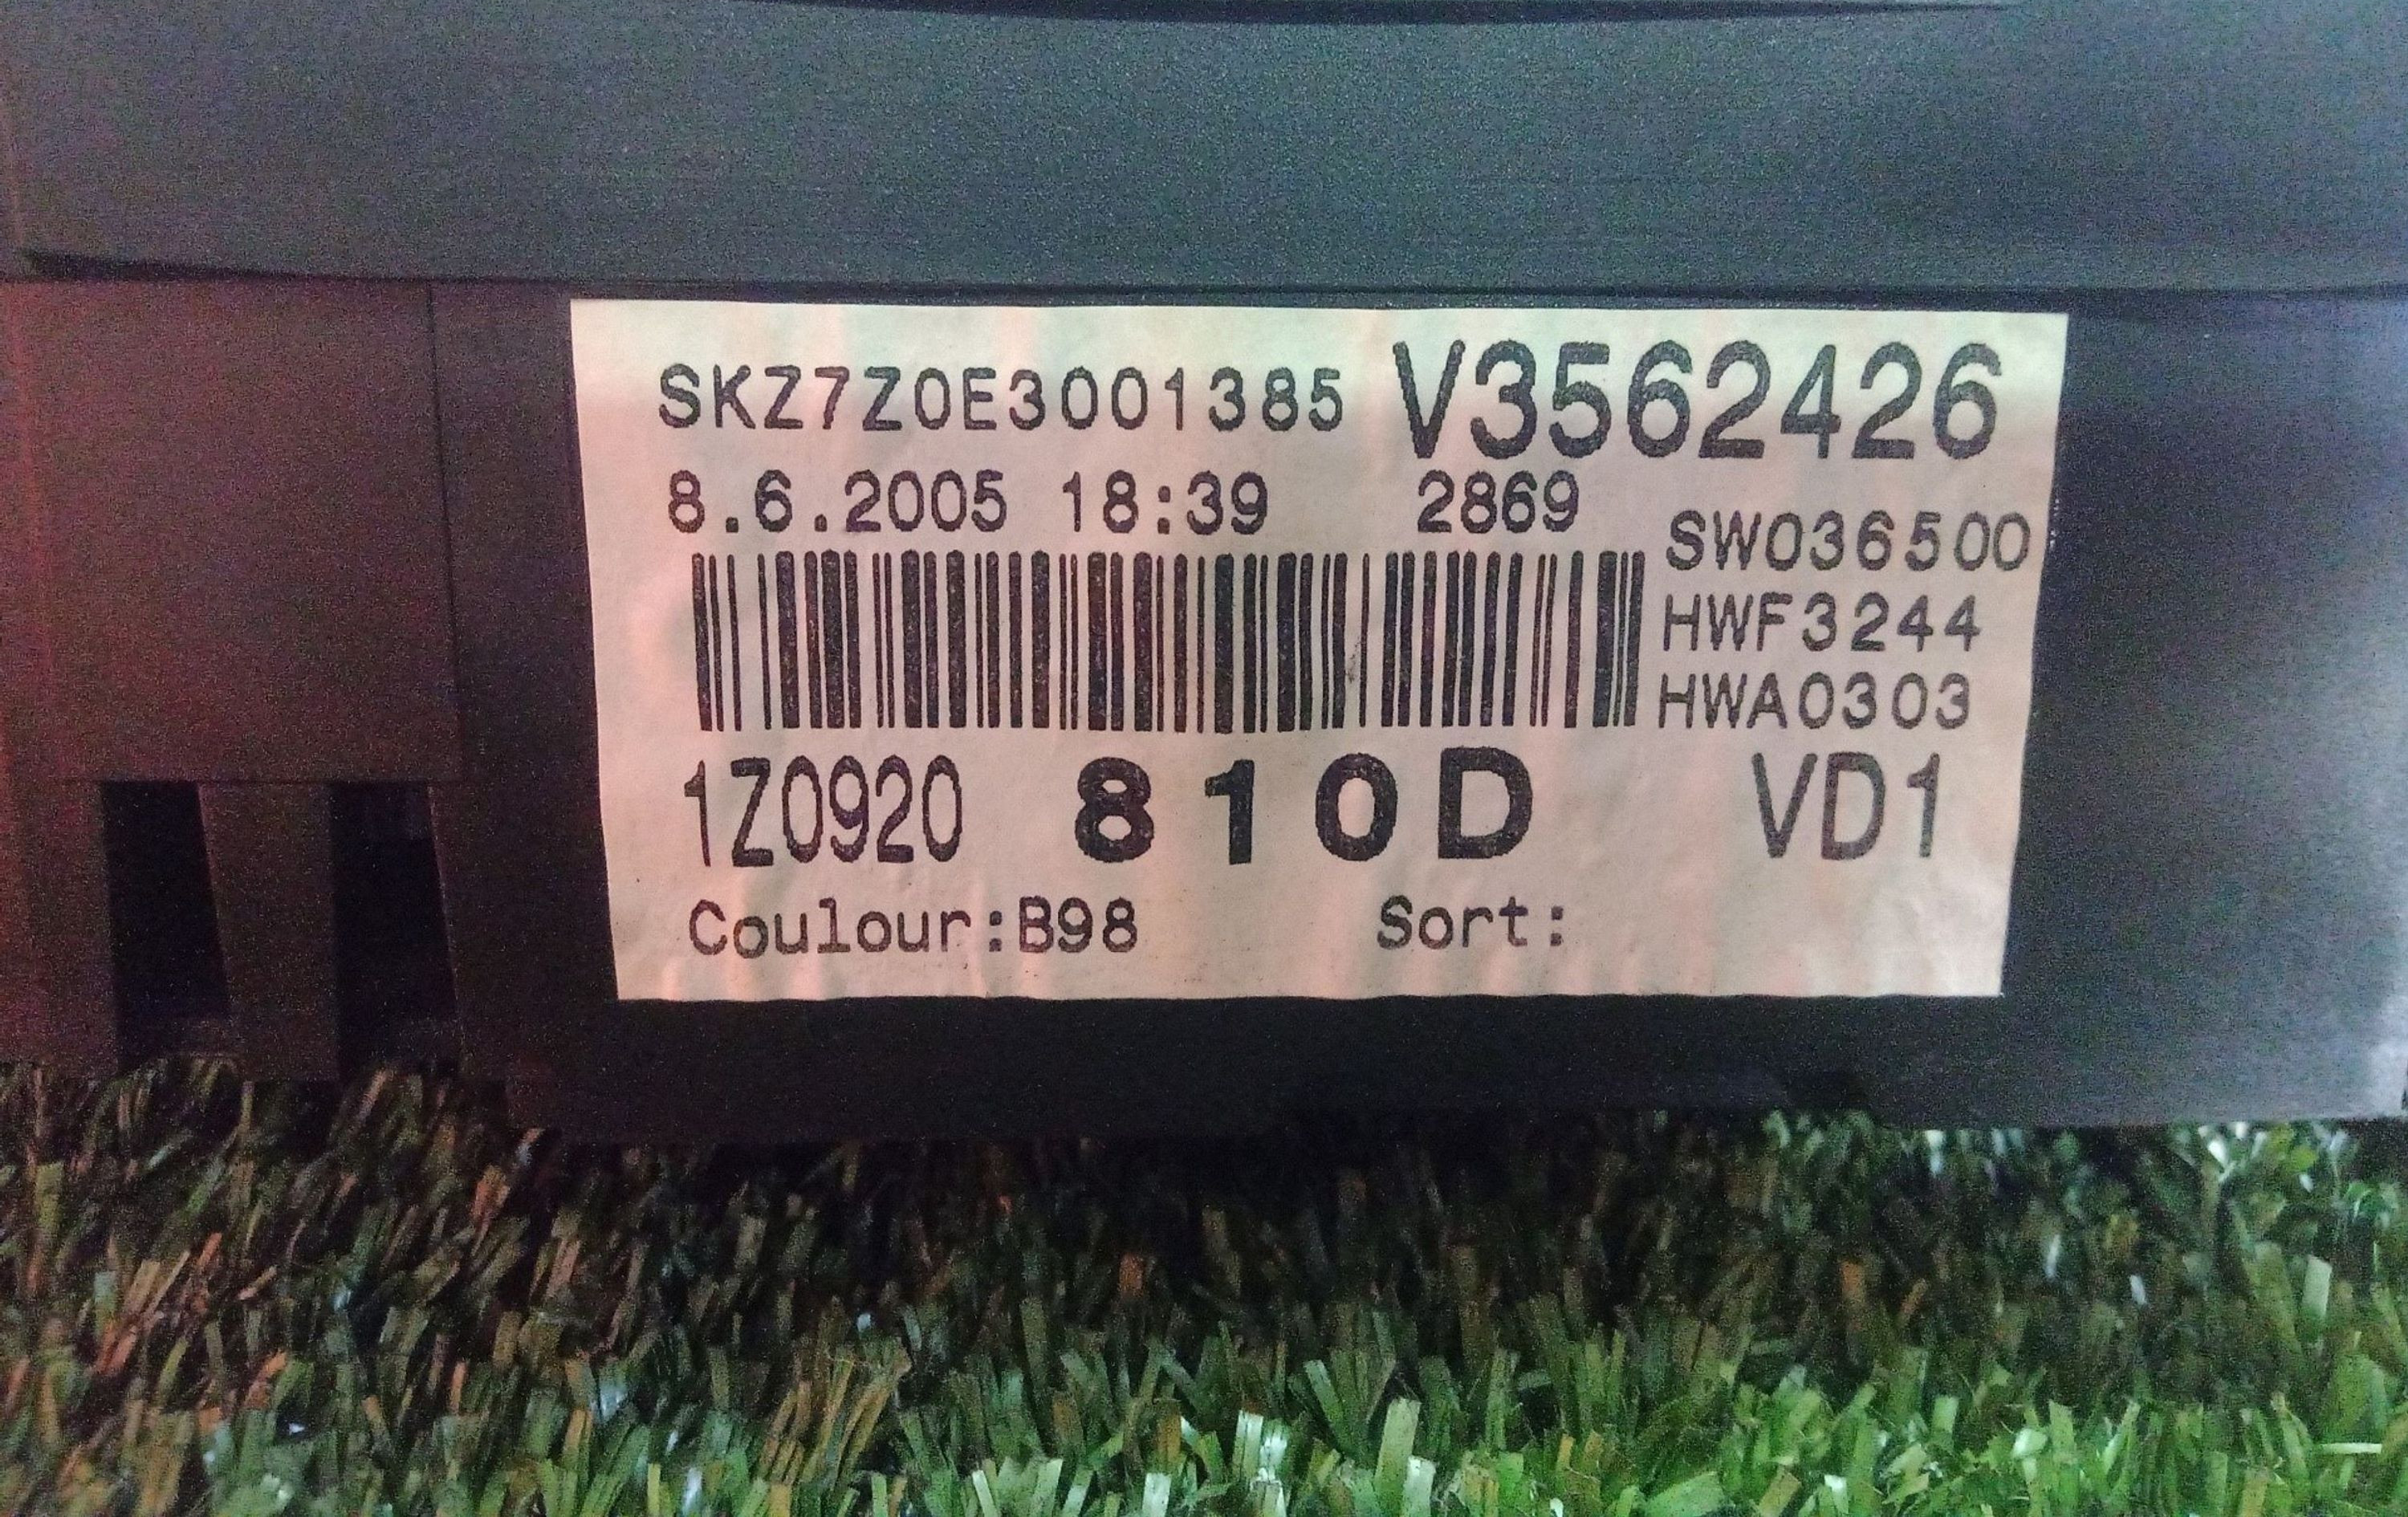 SKZ7Z0E3001385 V3562426
8.6.2005 18:39 2869
SW036500
HWF3244
HWA0303
1Z0920 810D VD1
Coulour:B98 Sort: